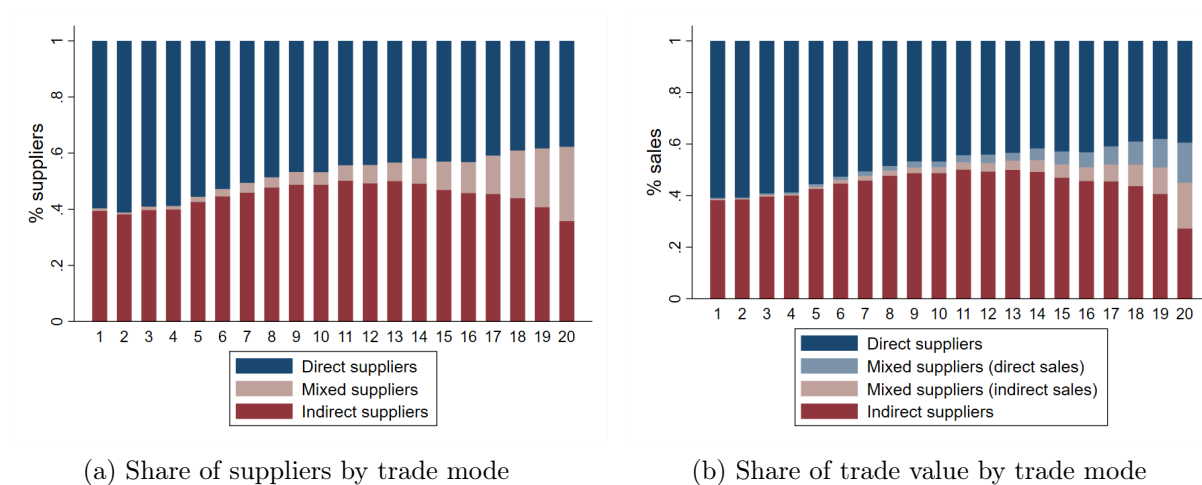 % suppliers
0 .2 .4 .6 .8 1
1 2 3 4 5 6 7 8 9 10 11 12 13 14 15 16 17 18 19 20
Direct suppliers
Mixed suppliers
Indirect suppliers
(a) Share of suppliers by trade mode
% sales
0 .2 .4 .6 .8 1
1 2 3 4 5 6 7 8 9 10 11 12 13 14 15 16 17 18 19 20
Direct suppliers
Mixed suppliers (direct sales)
Mixed suppliers (indirect sales)
Indirect suppliers
(b) Share of trade value by trade mode